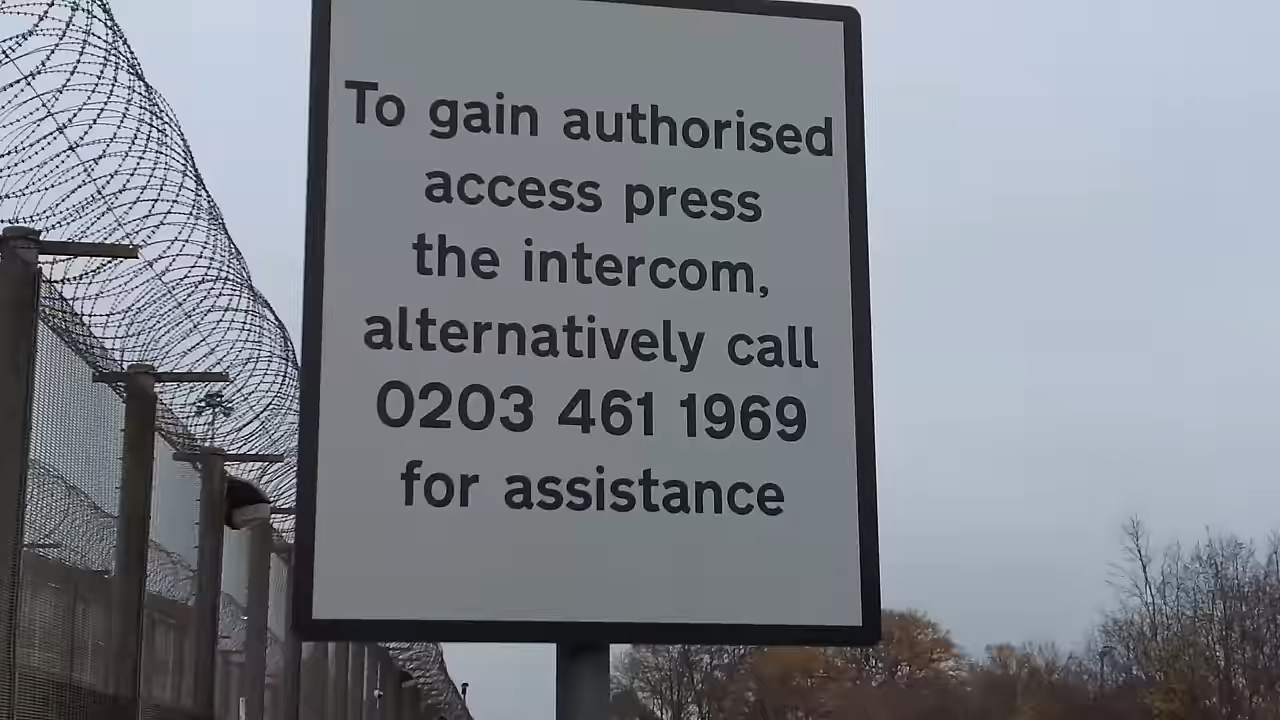 To gain authorised
access press
the intercom,
alternatively call
0203 461 1969
for assistance